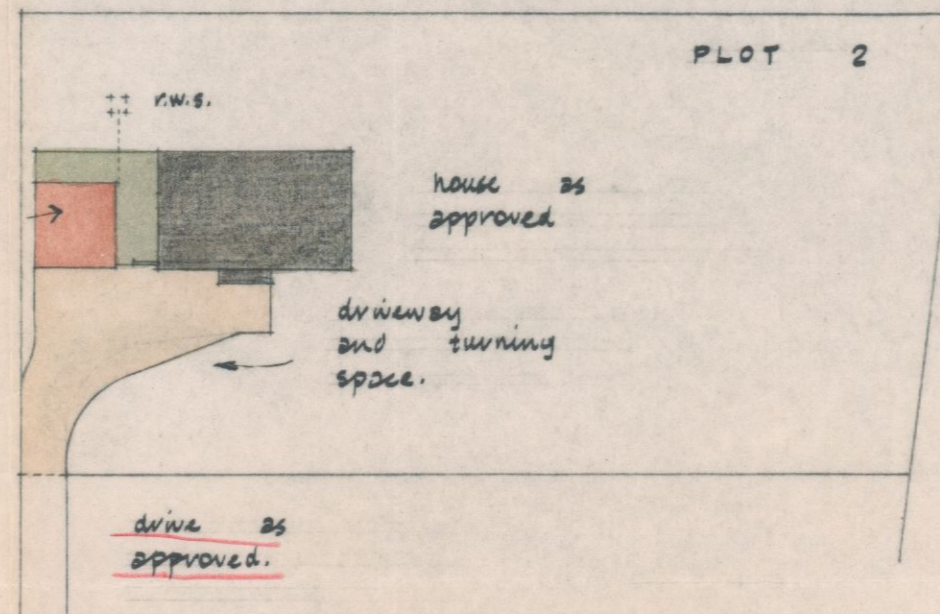 PLOT 2
r.w.s.
house as
approved
driveway
and turning
space.
drive as
approved.